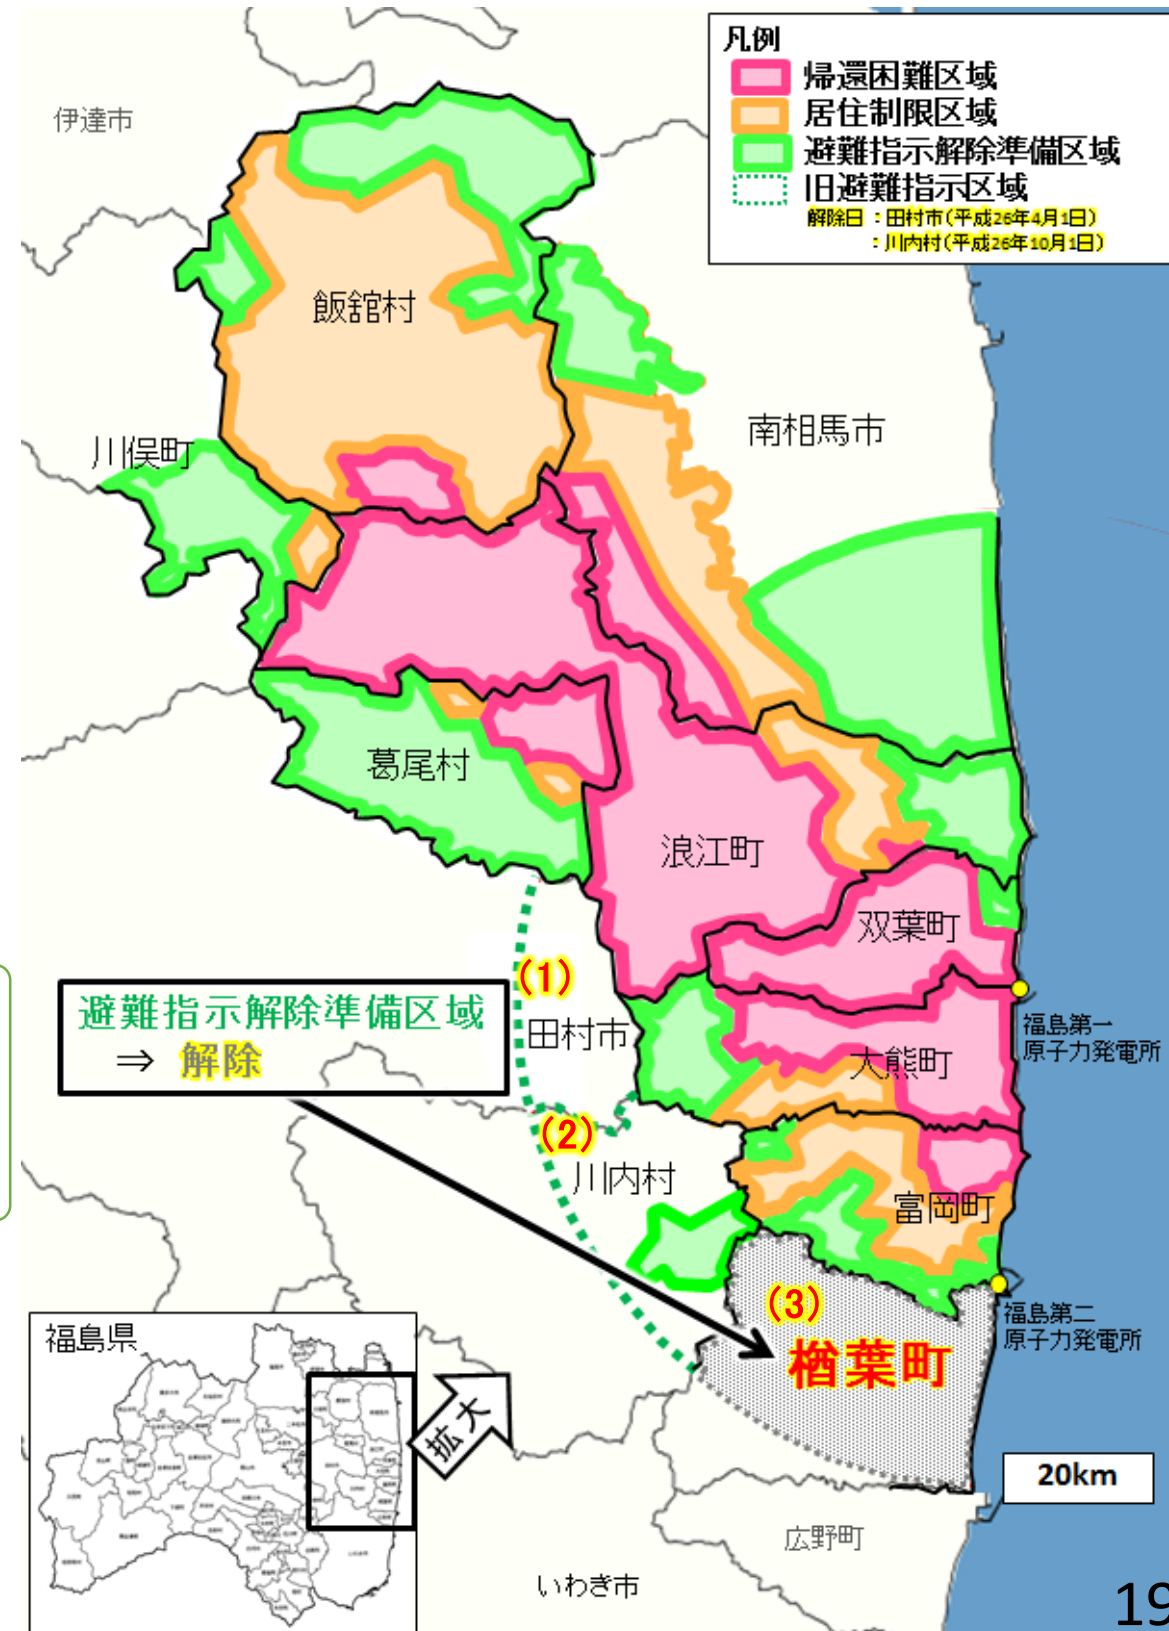 凡例
帰還困難区域
居住制限区域
避難指示解除準備区域
旧避難指示区域
解除日:田村市(平成26年4月1日)
:川内村(平成26年10月1日)
伊達市
飯舘村
南相馬市
川俣町
葛尾村
浪江町
双葉町
(1)
避難指示解除準備区域
⇒ 解除
田村市
福島第一
原子力発電所
大熊町
(2)
川内村
富岡町
(3)
楢葉町
福島第二
原子力発電所
福島県
拡大
20km
広野町
いわき市
19